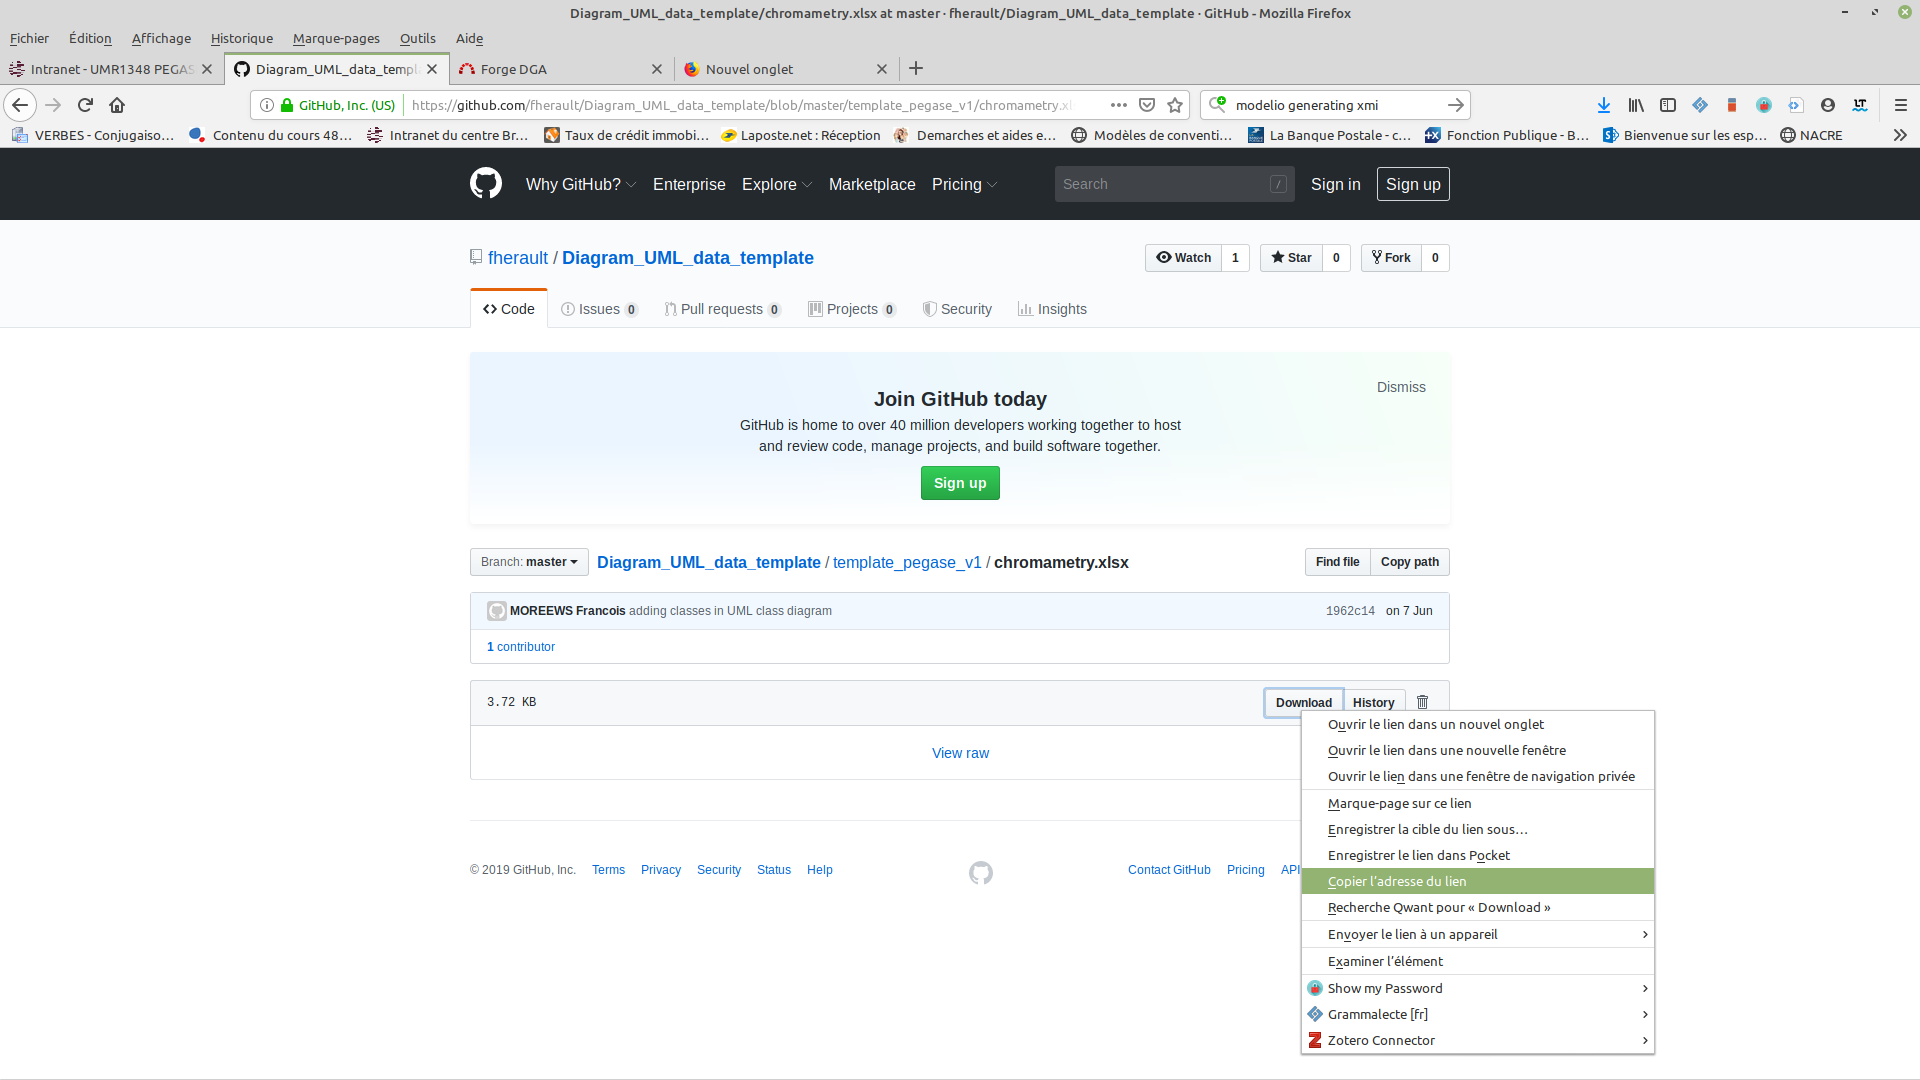 Diagram_UML_data_template/chromametry.xlsx at master · fherault/Diagram_UML_data_template · GitHub - Mozilla Firefox
Fichier Édition Affichage Historique Marque-pages Outils Aide
Intranet - UMR1348 PEGAS Diagram_UML_data_templ Forge DGA Nouvel onglet
GitHub, Inc. (US) https://github.com/fherault/Diagram_UML_data_template/blob/master/template_pegase_v1/chromametry.xl modelio generating xmi
VERBES - Conjugaiso… Contenu du cours 48… Intranet du centre Br… Taux de crédit immobi… Laposte.net : Réception Demarches et aides e… Modèles de conventi… La Banque Postale - c… Fonction Publique - B… Bienvenue sur les esp… NACRE
Why GitHub? Enterprise Explore Marketplace Pricing Search / Sign in Sign up
fherault / Diagram_UML_data_template Watch 1 Star 0 Fork 0
Code Issues 0 Pull requests 0 Projects 0 Security Insights
Dismiss
Join GitHub today
GitHub is home to over 40 million developers working together to host
and review code, manage projects, and build software together.
Sign up
Branch: master Diagram_UML_data_template / template_pegase_v1 / chromametry.xlsx Find file Copy path
MOREEWS Francois adding classes in UML class diagram 1962c14 on 7 Jun
1 contributor
3.72 KB Download History
View raw
© 2019 GitHub, Inc. Terms Privacy Security Status Help Contact GitHub Pricing API
Ouvrir le lien dans un nouvel onglet
Ouvrir le lien dans une nouvelle fenêtre
Ouvrir le lien dans une fenêtre de navigation privée
Marque-page sur ce lien
Enregistrer la cible du lien sous…
Enregistrer le lien dans Pocket
Copier l'adresse du lien
Recherche Qwant pour « Download »
Envoyer le lien à un appareil
Examiner l'élément
Show my Password
Grammalecte [fr]
Zotero Connector